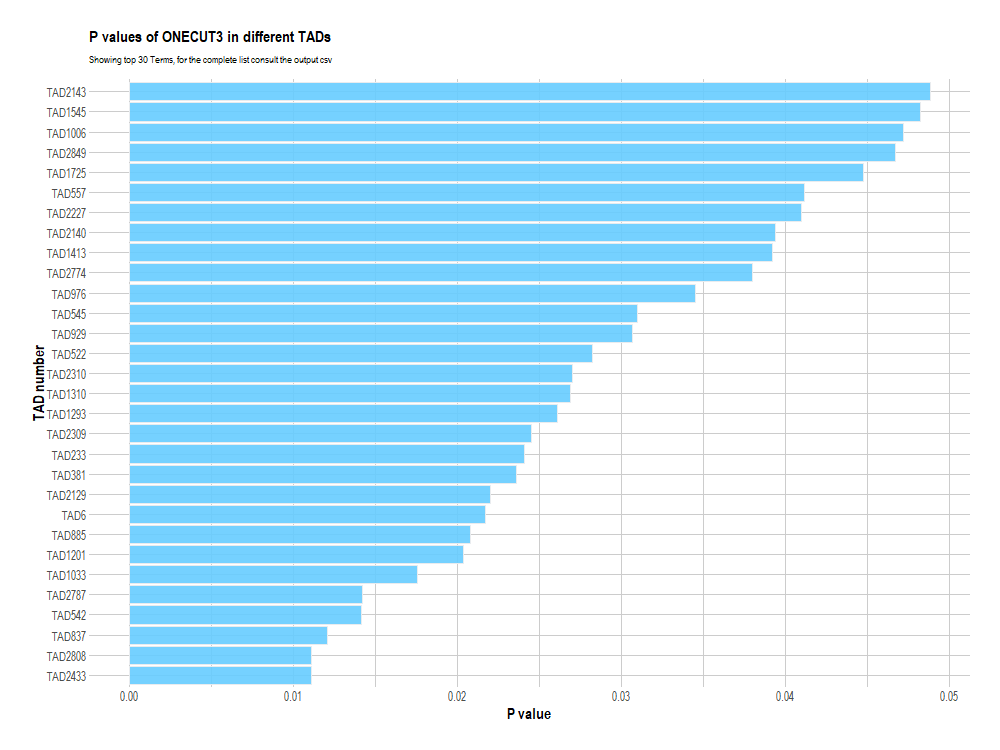 P values of ONECUT3 in different TADs
Showing top 30 Terms, for the complete list consult the output csv
TAD number
TAD2143
TAD1545
TAD1006
TAD2849
TAD1725
TAD557
TAD2227
TAD2140
TAD1413
TAD2774
TAD976
TAD545
TAD929
TAD522
TAD2310
TAD1310
TAD1293
TAD2309
TAD233
TAD381
TAD2129
TAD6
TAD885
TAD1201
TAD1033
TAD2787
TAD542
TAD837
TAD2808
TAD2433
0.00 0.01 0.02 0.03 0.04 0.05
P value